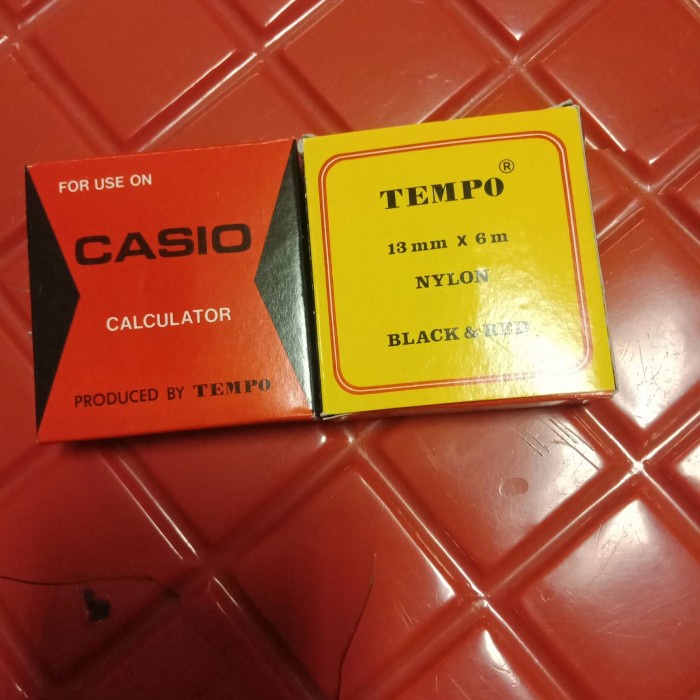 FOR USE ON
CASIO
CALCULATOR
PRODUCED BY TEMPO
TEMPO®
13 mm X 6 m
NYLON
BLACK & RED